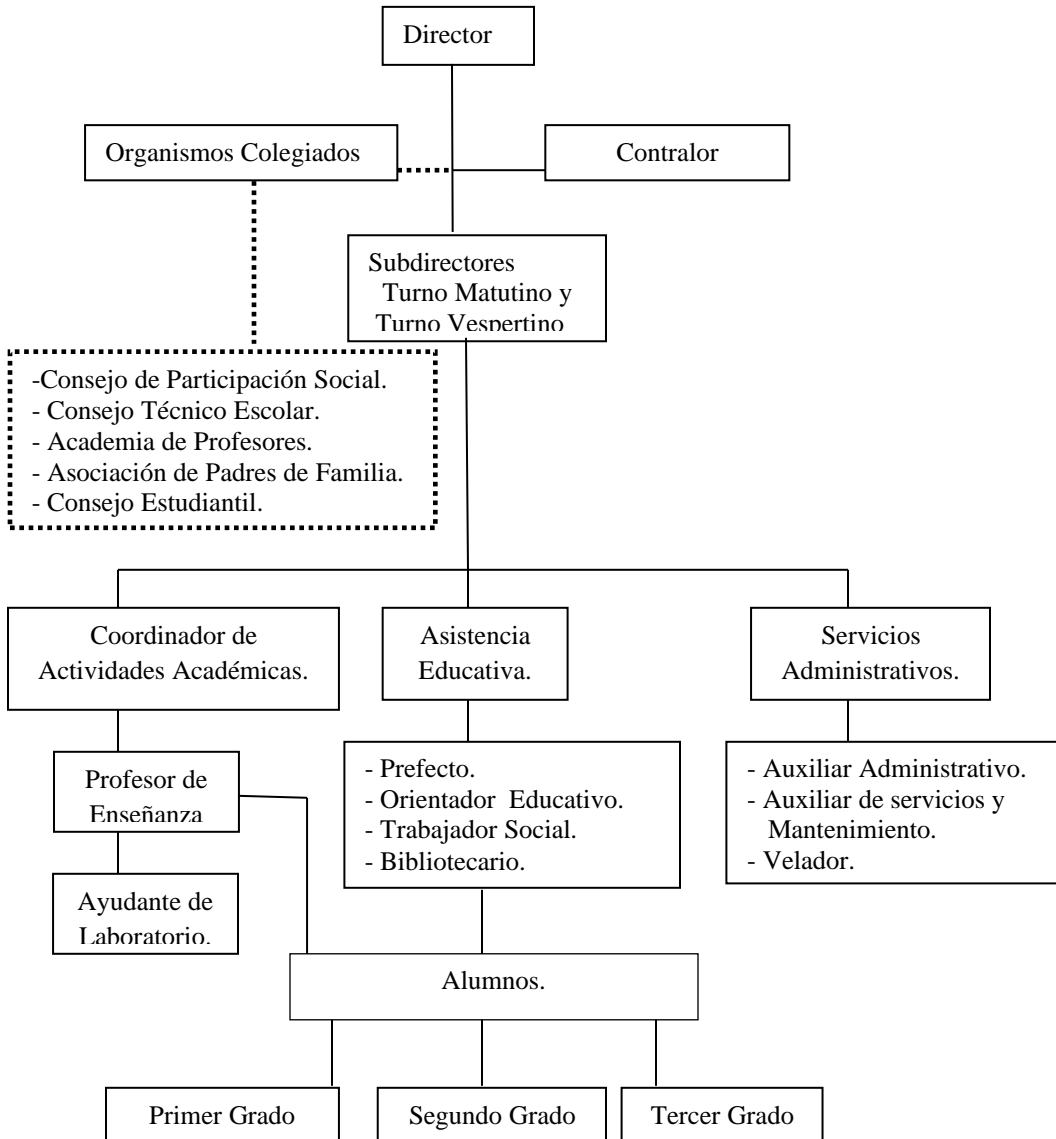 Director
Organismos Colegiados
Contralor
Subdirectores
Turno Matutino y
Turno Vespertino
-Consejo de Participación Social.
- Consejo Técnico Escolar.
- Academia de Profesores.
- Asociación de Padres de Familia.
- Consejo Estudiantil.
Coordinador de
Actividades Académicas.
Asistencia
Educativa.
Servicios
Administrativos.
Profesor de
Enseñanza
- Prefecto.
- Orientador Educativo.
- Trabajador Social.
- Bibliotecario.
- Auxiliar Administrativo.
- Auxiliar de servicios y
Mantenimiento.
- Velador.
Ayudante de
Laboratorio.
Alumnos.
Primer Grado
Segundo Grado
Tercer Grado